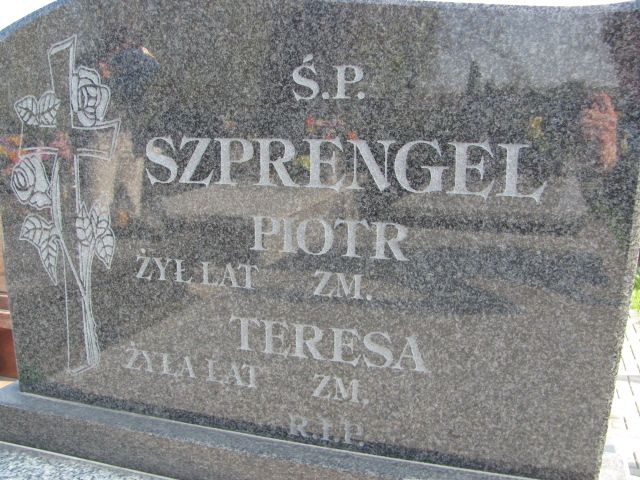 Ś.P.
SZPRENGEL
PIOTR
ŻYŁ LAT ZM.
TERESA
ŻYŁA LAT ZM.
R.I.P.